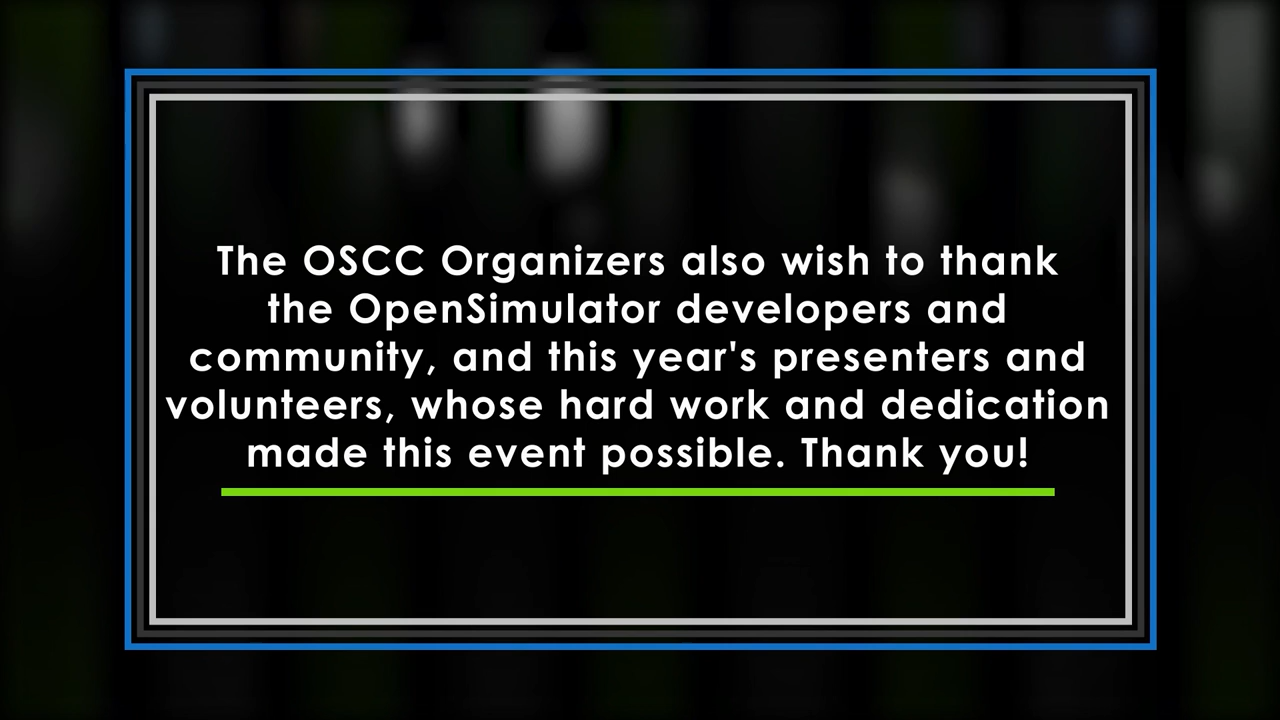 The OSCC Organizers also wish to thank
the OpenSimulator developers and
community, and this year's presenters and
volunteers, whose hard work and dedication
made this event possible. Thank you!